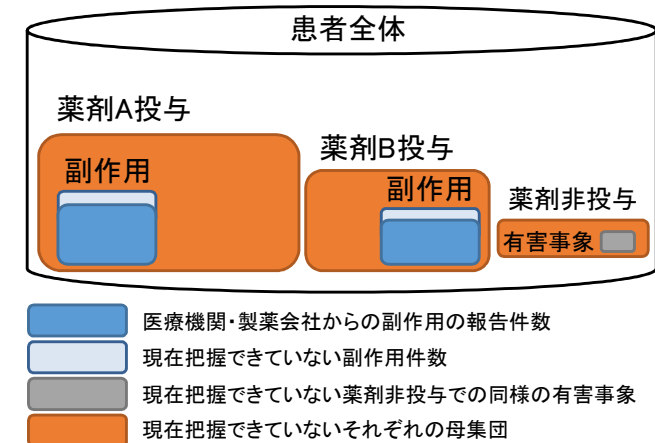 患者全体
薬剤A投与
副作用
薬剤B投与
副作用
薬剤非投与
有害事象
医療機関・製薬会社からの副作用の報告件数
現在把握できていない副作用件数
現在把握できていない薬剤非投与での同様の有害事象
現在把握できていないそれぞれの母集団